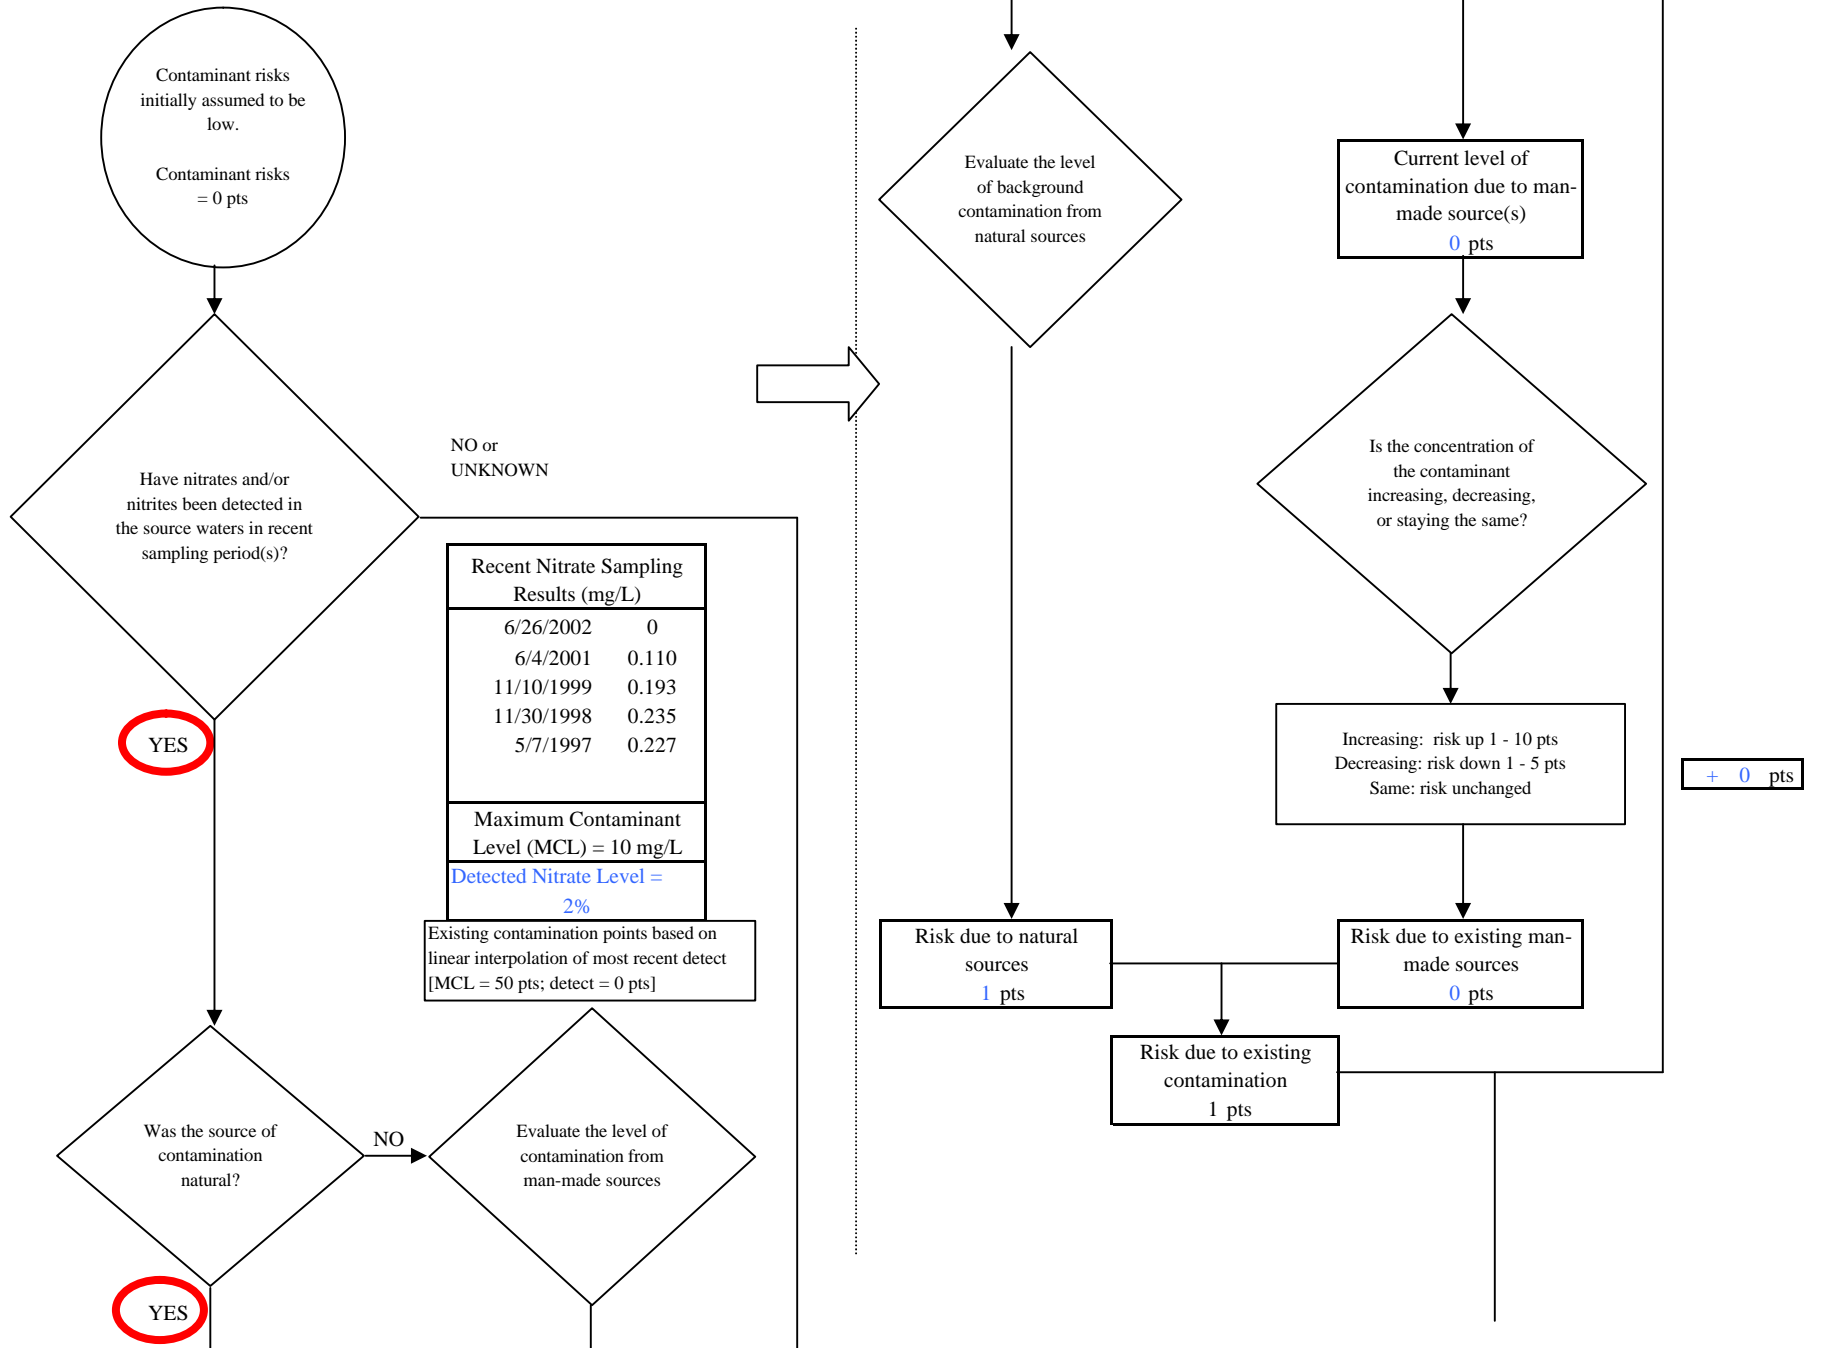 Contaminant risks
initially assumed to be
low.
Contaminant risks
= 0 pts
Have nitrates and/or
nitrites been detected in
the source waters in recent
sampling period(s)?
NO or
UNKNOWN
YES
Recent Nitrate Sampling
Results (mg/L)
6/26/2002 0
6/4/2001 0.110
11/10/1999 0.193
11/30/1998 0.235
5/7/1997 0.227
Maximum Contaminant
Level (MCL) = 10 mg/L
Detected Nitrate Level =
2%
Existing contamination points based on
linear interpolation of most recent detect
[MCL = 50 pts; detect = 0 pts]
Was the source of
contamination
natural?
NO
YES
Evaluate the level of
contamination from
man-made sources
Evaluate the level
of background
contamination from
natural sources
Current level of
contamination due to man-
made source(s)
0 pts
Is the concentration of
the contaminant
increasing, decreasing,
or staying the same?
Increasing: risk up 1 - 10 pts
Decreasing: risk down 1 - 5 pts
Same: risk unchanged
+ 0 pts
Risk due to natural
sources
1 pts
Risk due to existing man-
made sources
0 pts
Risk due to existing
contamination
1 pts